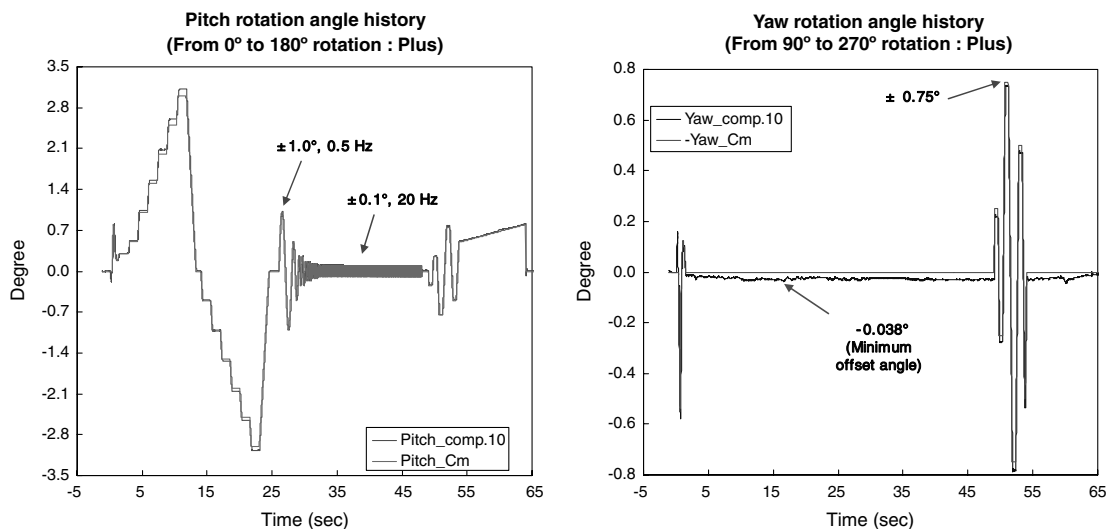 Pitch rotation angle history
(From 0º to 180º rotation : Plus)
3.5
2.8
2.1
1.4
0.7
0.0
-0.7
-1.4
-2.1
-2.8
-3.5
Degree
±1.0°, 0.5 Hz
±0.1°, 20 Hz
Pitch_comp.10
Pitch_Cm
-5
5
15
25
35
45
55
65
Time (sec)
Yaw rotation angle history
(From 90º to 270º rotation : Plus)
0.8
0.6
0.4
0.2
0.0
-0.2
-0.4
-0.6
-0.8
Degree
Yaw_comp.10
-Yaw_Cm
± 0.75°
-0.038°
(Minimum
offset angle)
-5
5
15
25
35
45
55
65
Time (sec)